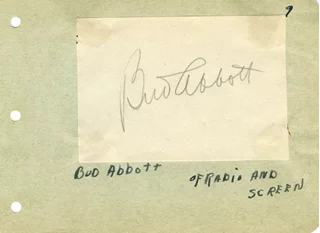 Bud Abbott
BUD Abbott OF RADIO AND
SCREEN